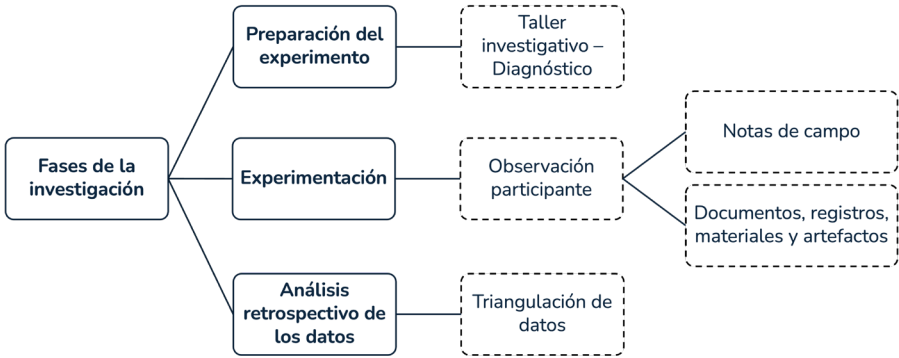 Preparación del
experimento
Taller
investigativo –
Diagnóstico
Fases de la
investigación
Experimentación
Observación
participante
Notas de campo
Documentos, registros,
materiales y artefactos
Análisis
retrospectivo de
los datos
Triangulación de
datos